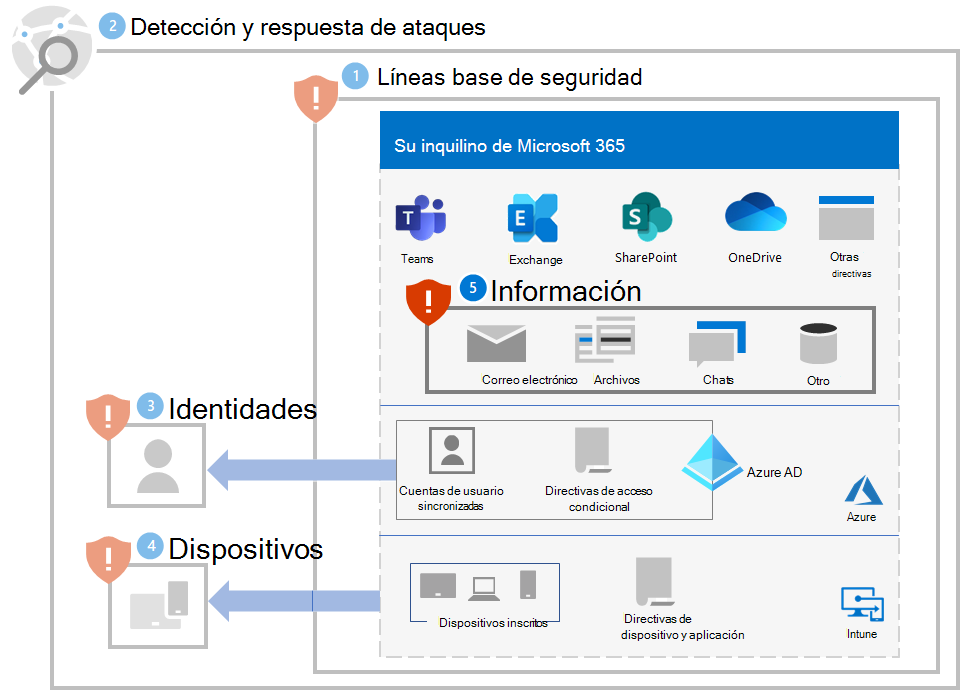 2 Detección y respuesta de ataques
1 Líneas base de seguridad
!
Su inquilino de Microsoft 365
T
E
S
Teams
Exchange
SharePoint
OneDrive
Otras
directivas
!
5 Información
Correo electrónico
Archivos
Chats
Otro
!
3 Identidades
Cuentas de usuario
sincronizadas
Directivas de acceso
condicional
Azure AD
Azure
!
4 Dispositivos
Dispositivos inscritos
Directivas de
dispositivo y aplicación
Intune